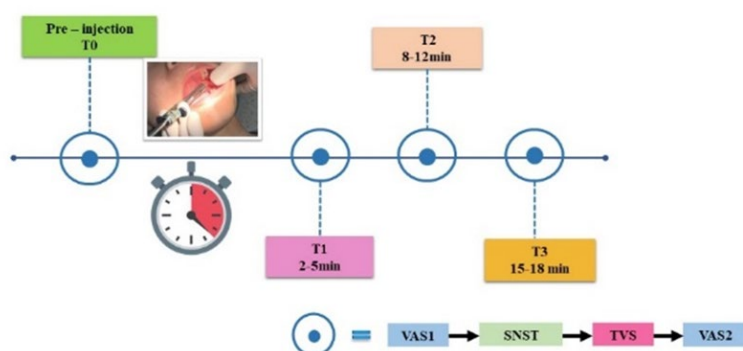 Pre – injection
T0
T2
8-12min
T1
2-5min
T3
15-18 min
VAS1
SNST
TVS
VAS2